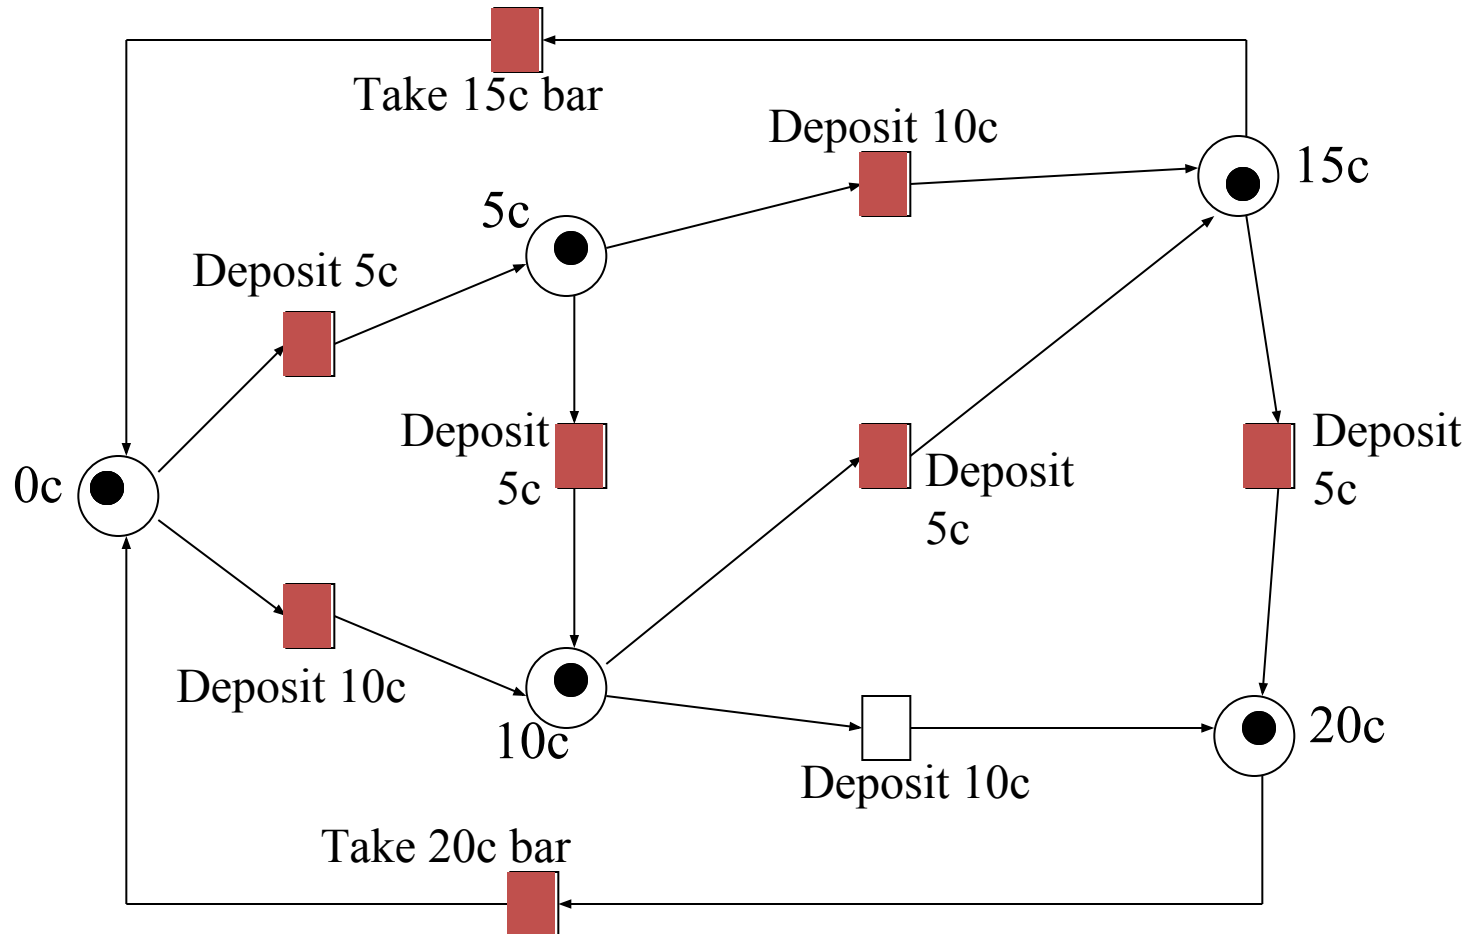 Take 15c bar
Deposit 10c
15c
5c
Deposit 5c
Deposit
5c
Deposit
5c
Deposit
5c
0c
Deposit 10c
10c
20c
Deposit 10c
Take 20c bar